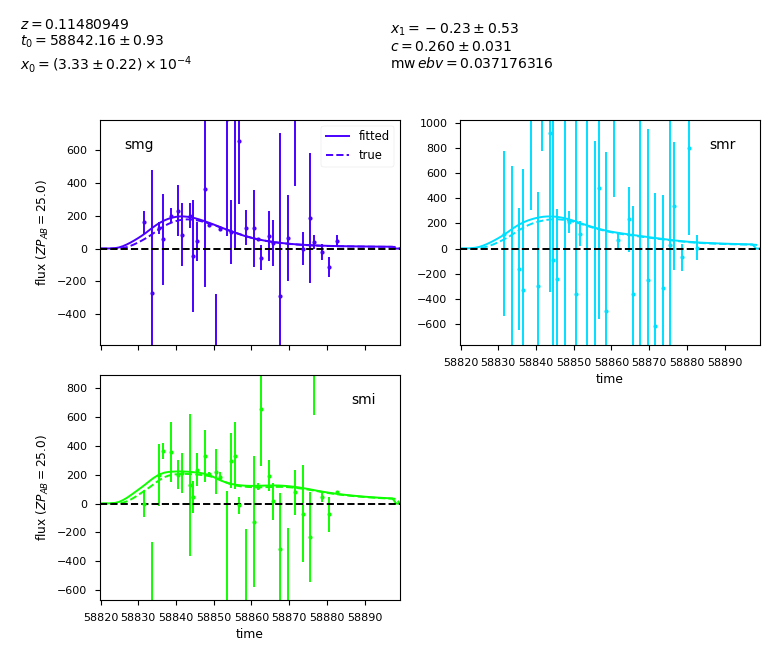 z = 0.11480949
t₀ = 58842.16 ± 0.93
x₀ = (3.33 ± 0.22) × 10⁻⁴
x₁ = −0.23 ± 0.53
c = 0.260 ± 0.031
mwebv = 0.037176316
smg
fitted
true
600
400
200
0
−200
−400
flux (ZP_AB = 25.0)
smr
1000
800
600
400
200
0
−200
−400
−600
58820 58830 58840 58850 58860 58870 58880 58890
time
smi
800
600
400
200
0
−200
−400
−600
flux (ZP_AB = 25.0)
58820 58830 58840 58850 58860 58870 58880 58890
time